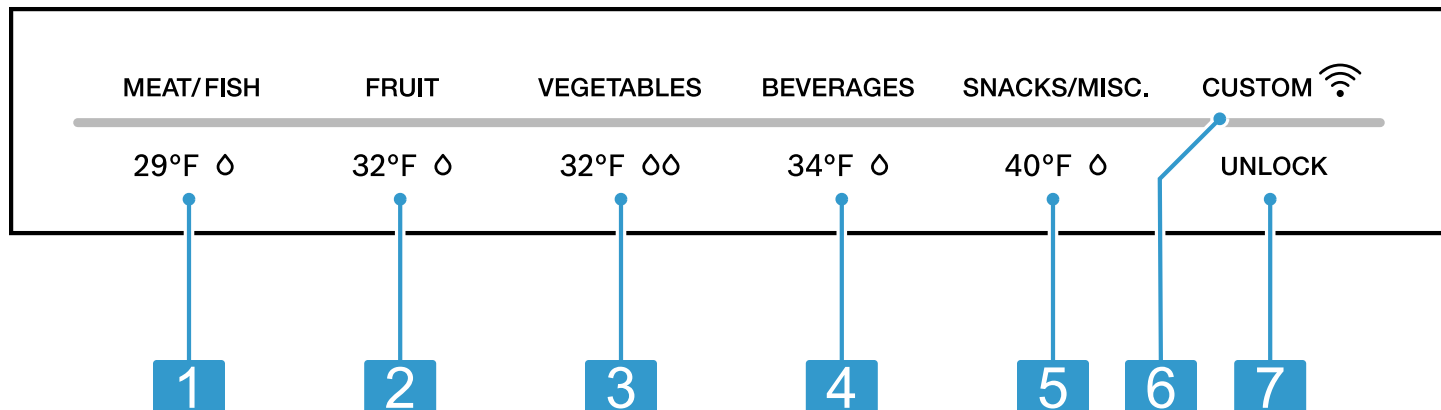 MEAT/FISH FRUIT VEGETABLES BEVERAGES SNACKS/MISC. CUSTOM
29°F 32°F 32°F 34°F 40°F UNLOCK
1 2 3 4 5 6 7